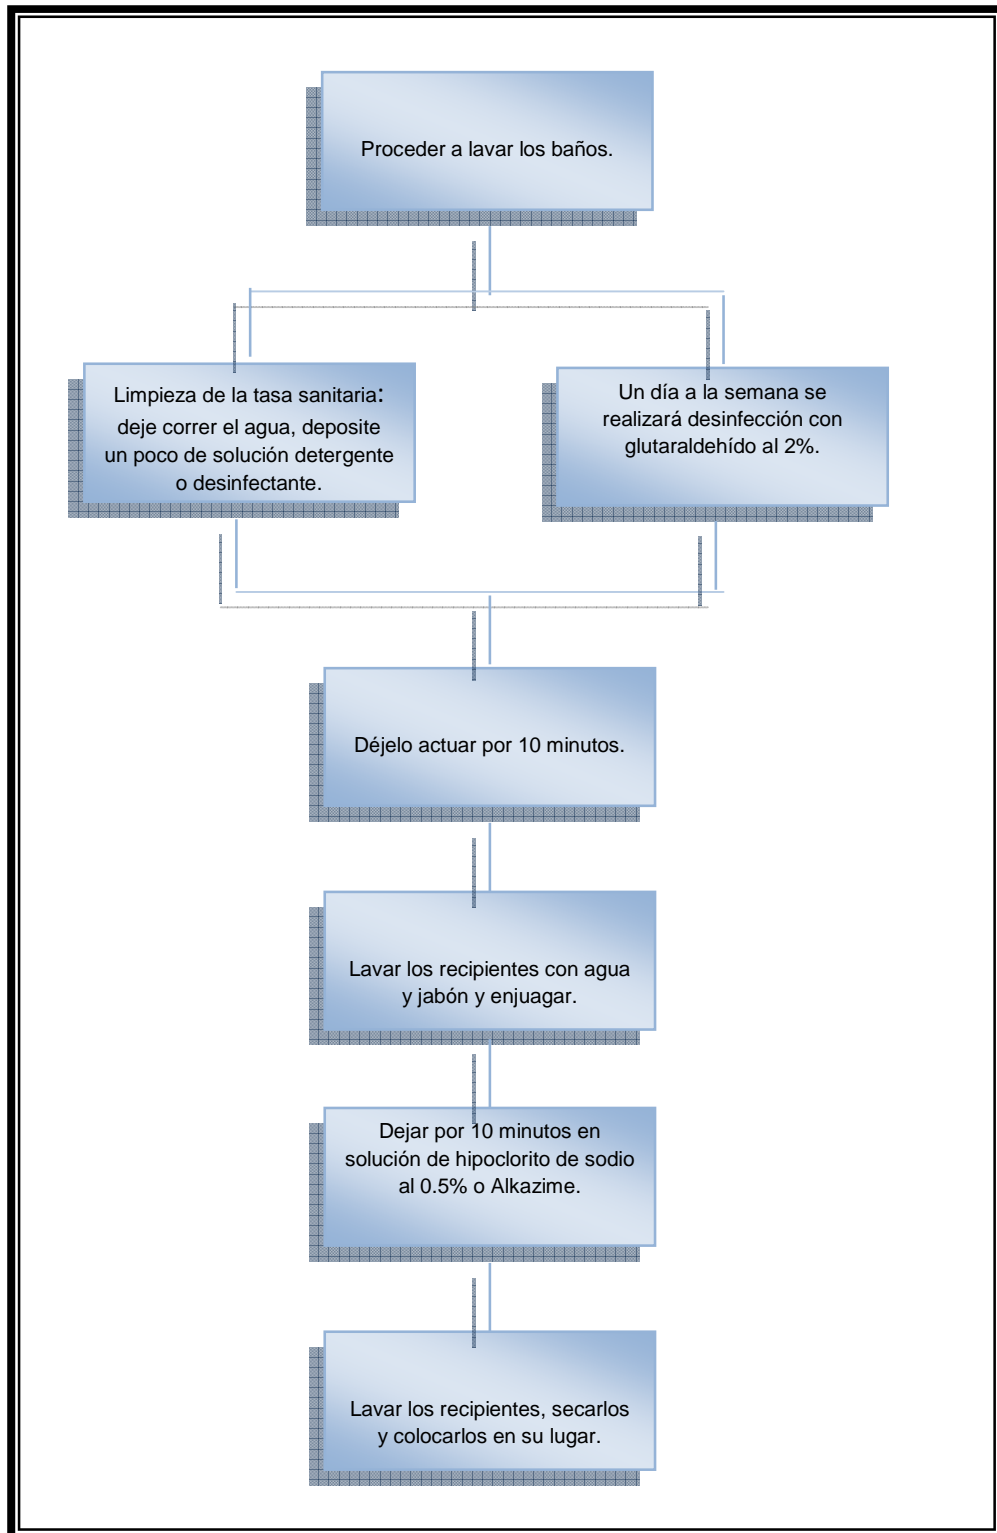 Proceder a lavar los baños.
Limpieza de la tasa sanitaria:
deje correr el agua, deposite
un poco de solución detergente
o desinfectante.
Un día a la semana se
realizará desinfección con
glutaraldehído al 2%.
Déjelo actuar por 10 minutos.
Lavar los recipientes con agua
y jabón y enjuagar.
Dejar por 10 minutos en
solución de hipoclorito de sodio
al 0.5% o Alkazime.
Lavar los recipientes, secarlos
y colocarlos en su lugar.